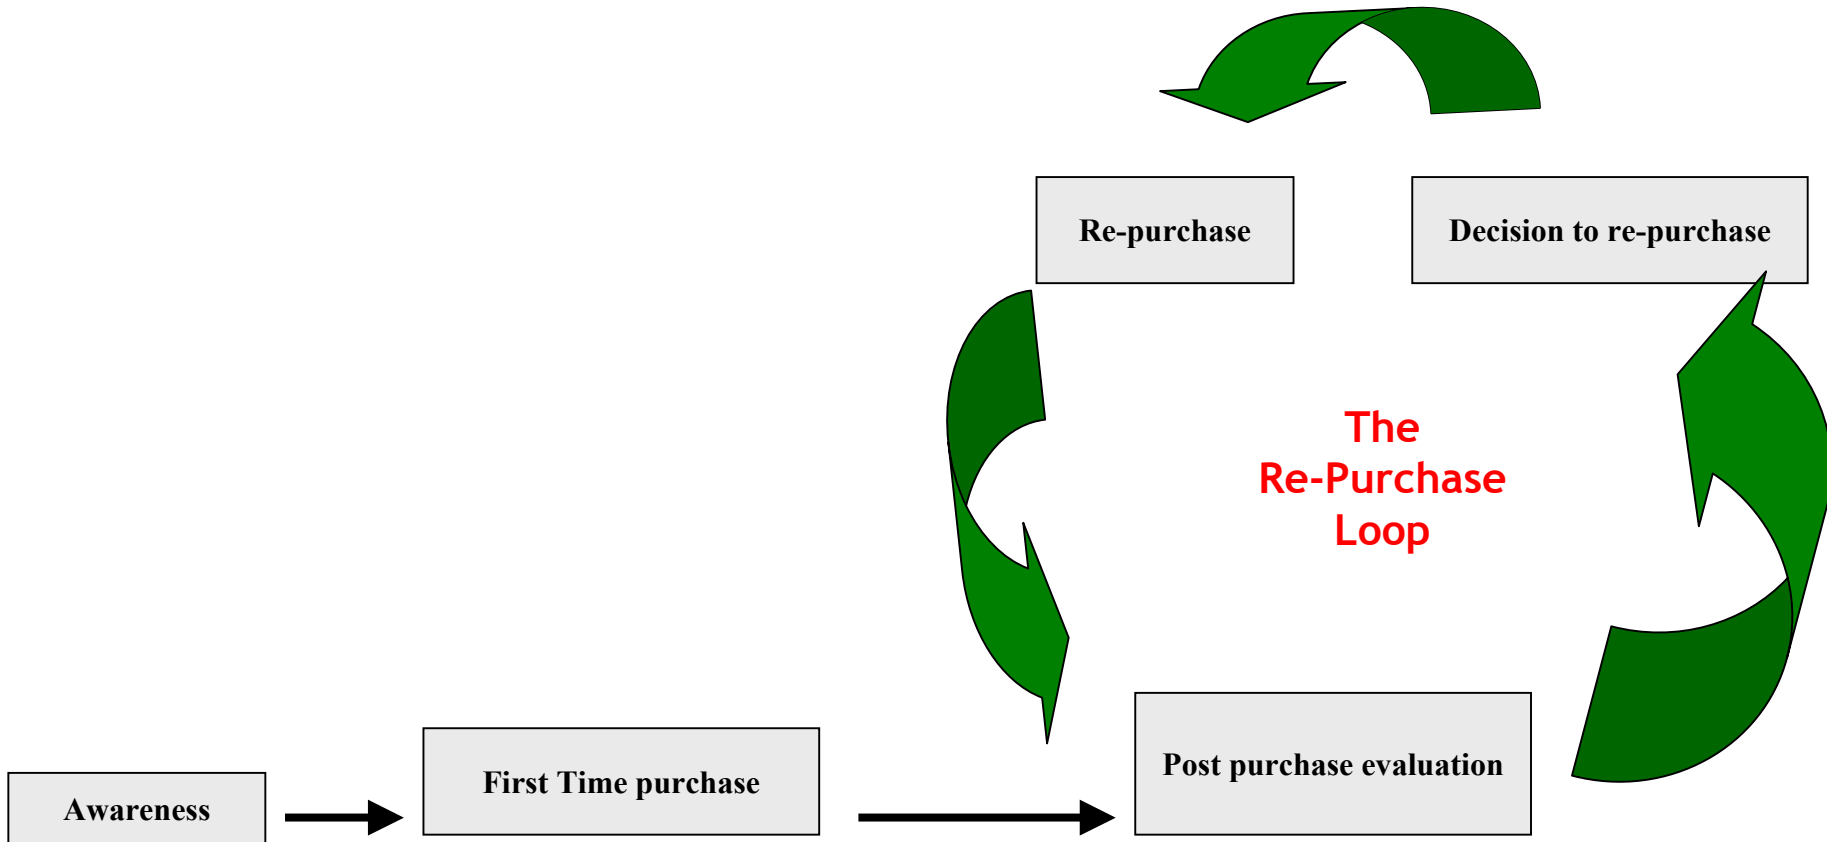 Re-purchase
Decision to re-purchase
The
Re-Purchase
Loop
Post purchase evaluation
First Time purchase
Awareness